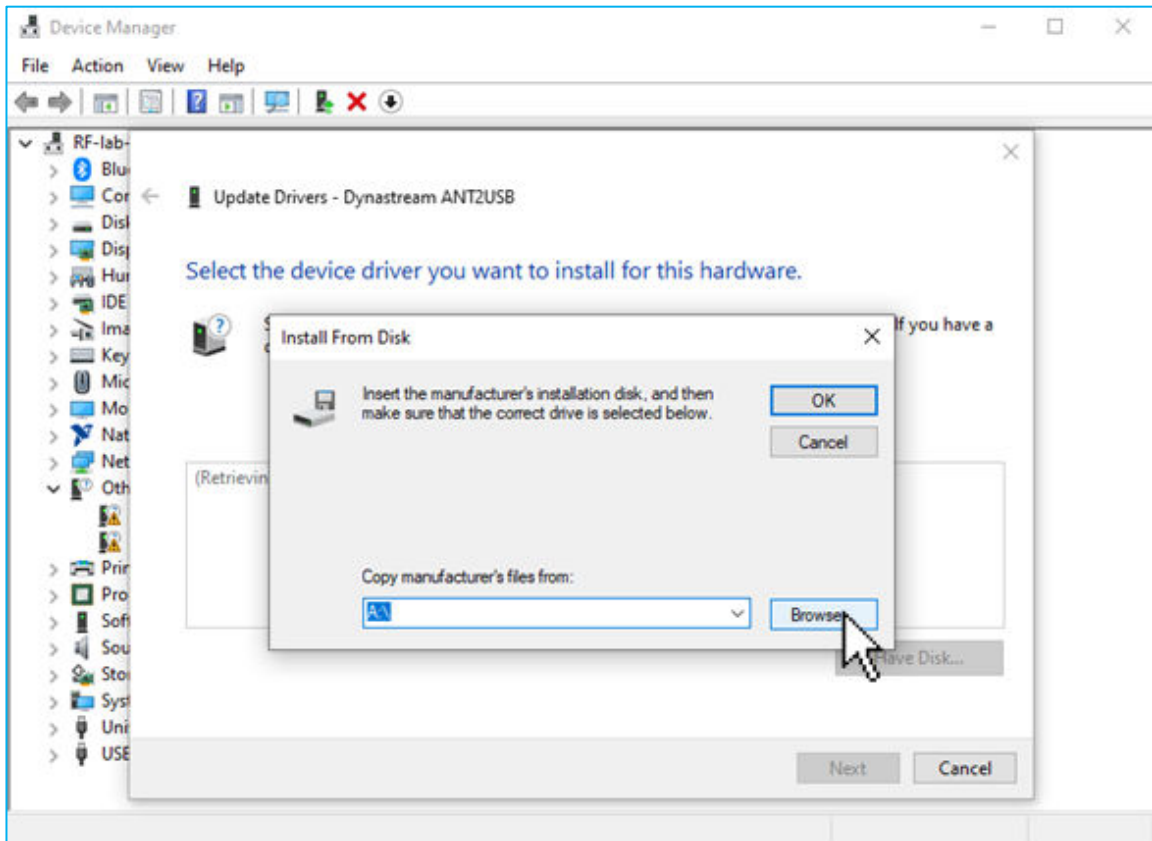 Device Manager
File Action View Help
RF-lab-
Blu
Cor
Update Drivers - Dynastream ANT2USB
Disk
Disp
Select the device driver you want to install for this hardware.
Hur
IDE
Ima
If you have a
Install From Disk
Key
Mic
Insert the manufacturer's installation disk, and then
OK
make sure that the correct drive is selected below.
Mo
Nat
Cancel
Net
Oth
(Retrievin
Prir
Copy manufacturer's files from:
Pro
A:\
Browse
Soft
Sou
Have Disk...
Stor
Syst
Uni
USB
Next
Cancel